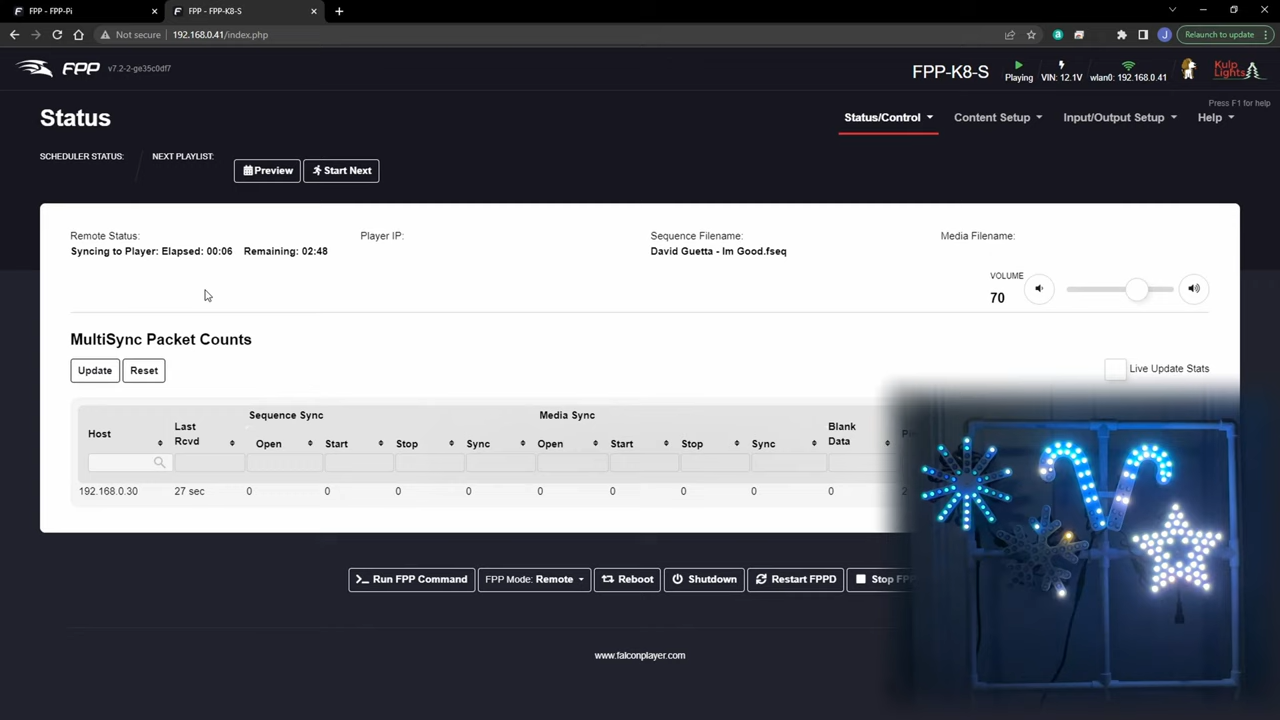 FPP - FPP-Pi
FPP - FPP-K8-S
Not secure 192.168.0.41/index.php
Relaunch to update
FPP v7.2-2-ge35c0df7
FPP-K8-S
Playing
VIN: 12.1V
wlan0: 192.168.0.41
Kulp Lights
Press F1 for help
Status
Status/Control
Content Setup
Input/Output Setup
Help
SCHEDULER STATUS:
NEXT PLAYLIST:
Preview
Start Next
Remote Status:
Syncing to Player: Elapsed: 00:06 Remaining: 02:48
Player IP:
Sequence Filename:
David Guetta - Im Good.fseq
Media Filename:
VOLUME
70
MultiSync Packet Counts
Update
Reset
Live Update Stats
Sequence Sync
Media Sync
Host
Last Rcvd
Open
Start
Stop
Sync
Open
Start
Stop
Sync
Blank Data
192.168.0.30 27 sec 0 0 0 0 0 0 0 0 0 2
Run FPP Command
FPP Mode: Remote
Reboot
Shutdown
Restart FPPD
Stop FPP
www.falconplayer.com